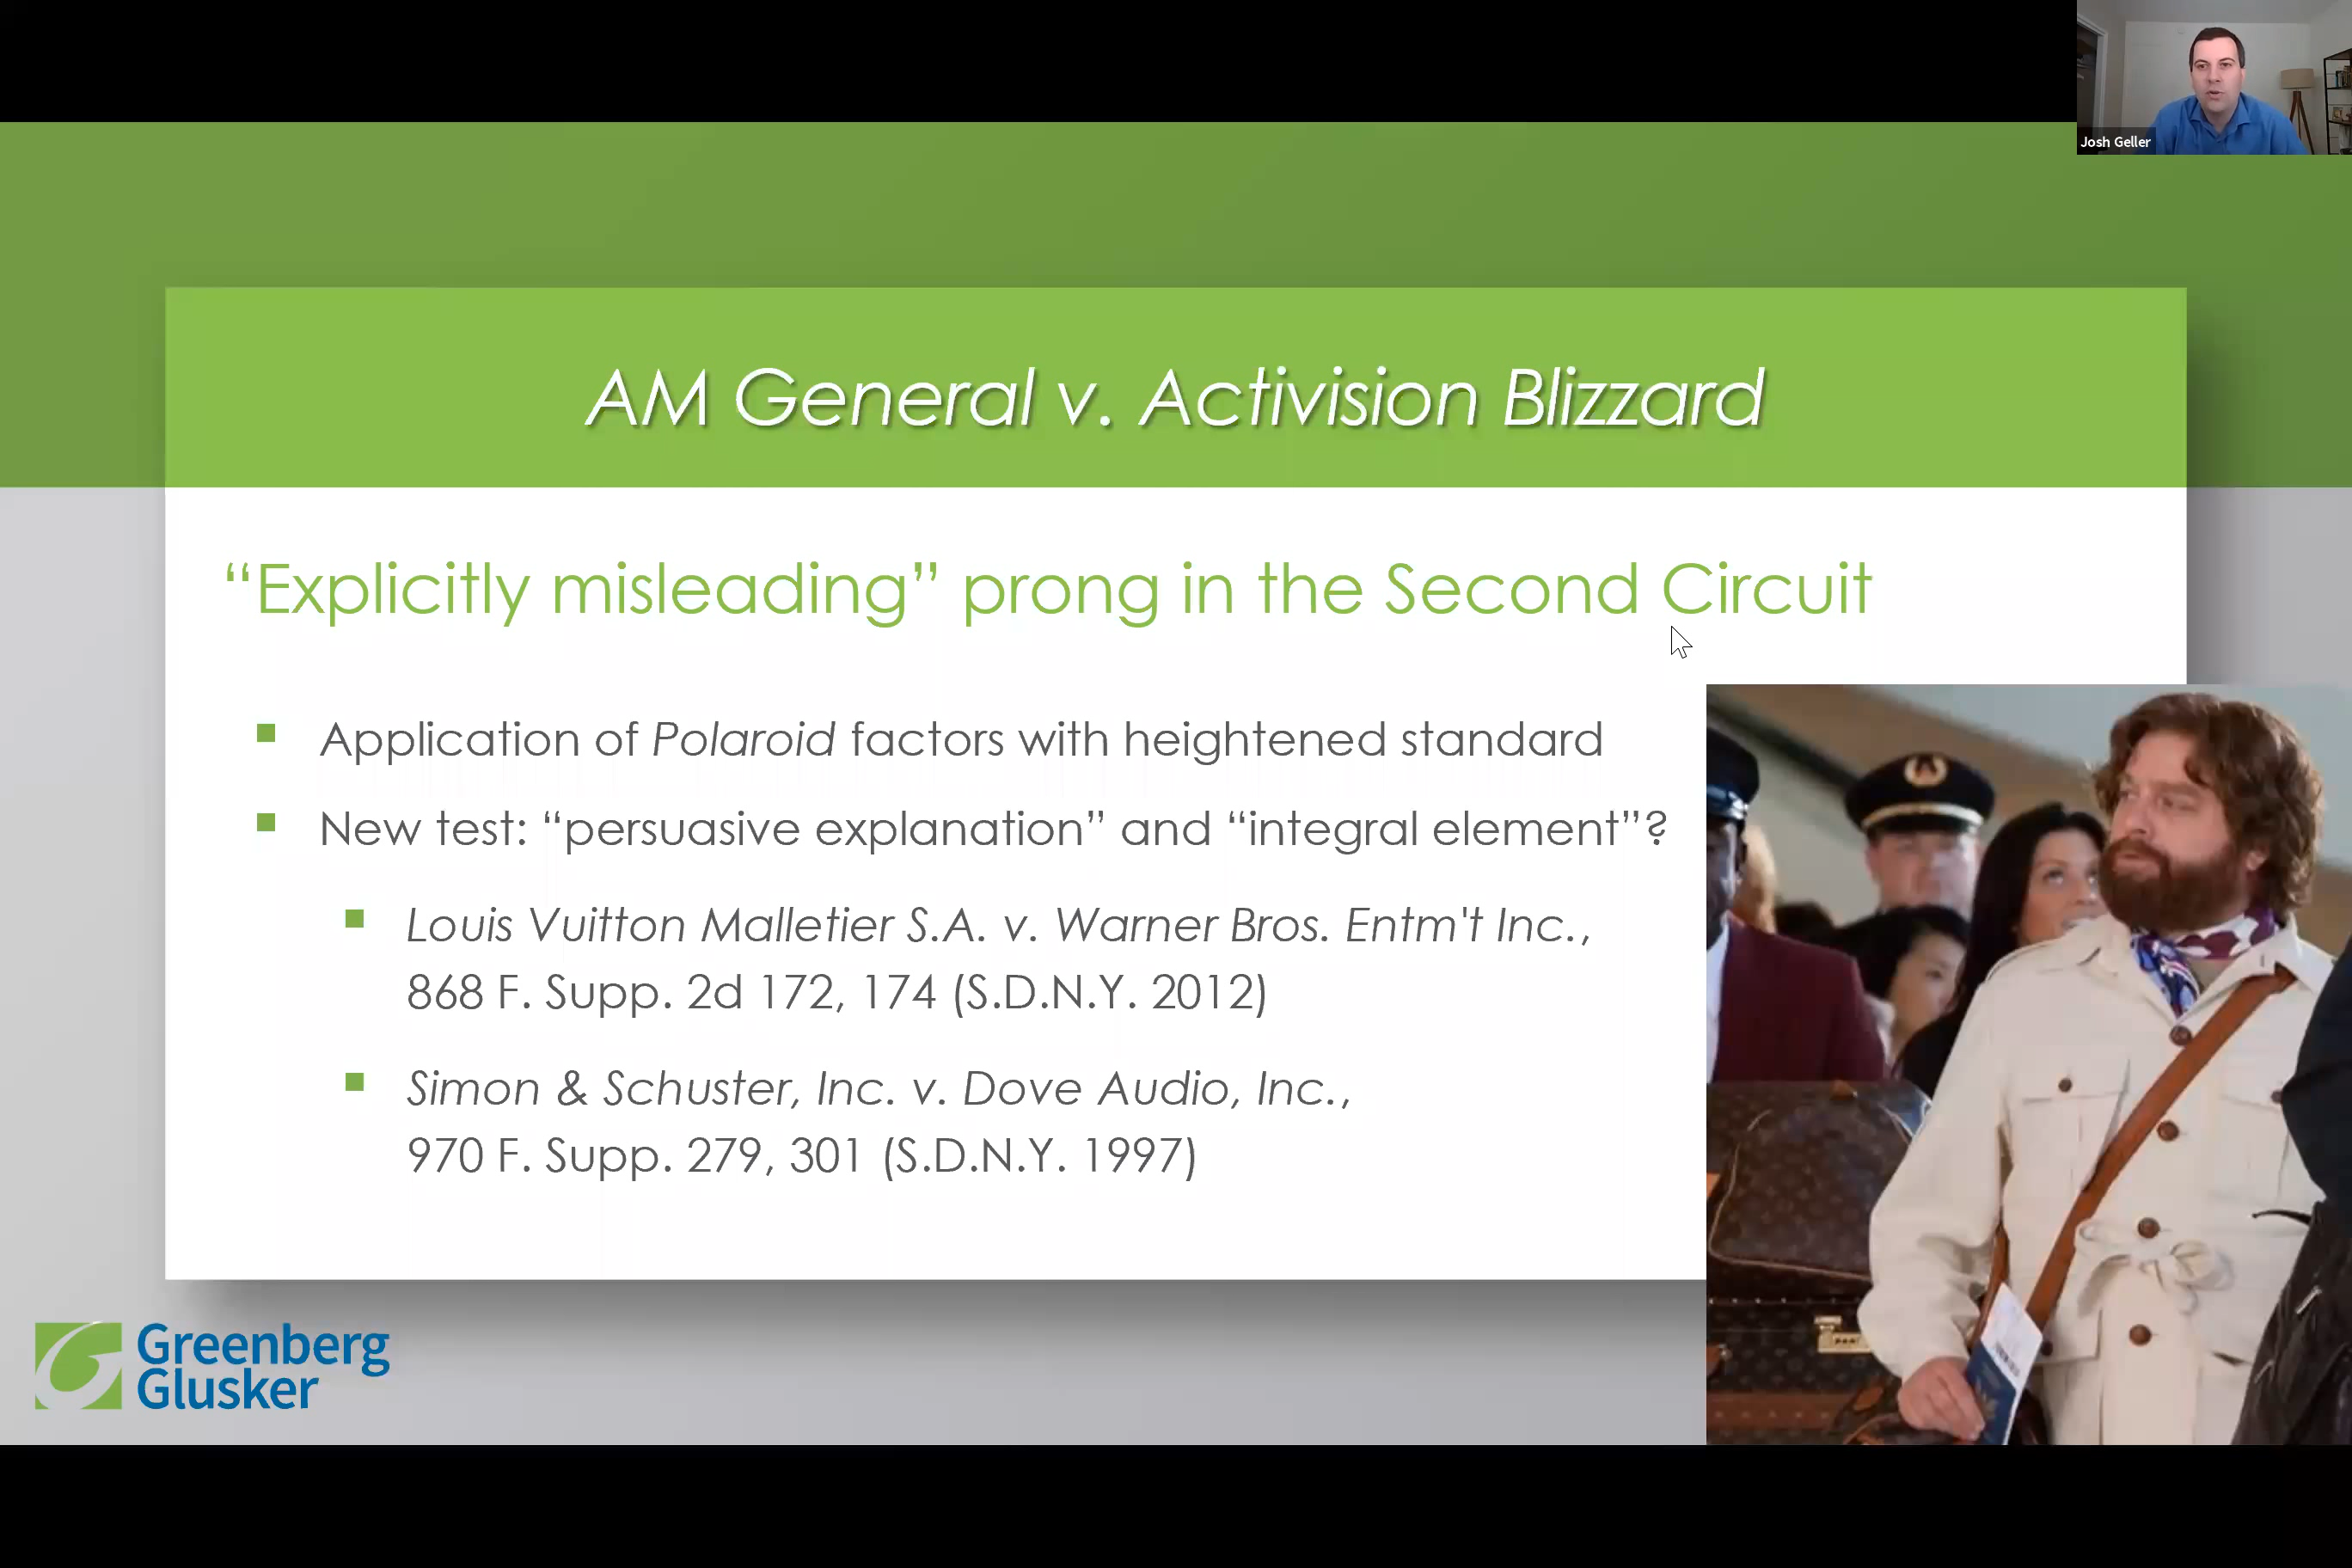 Josh Geller
AM General v. Activision Blizzard
“Explicitly misleading” prong in the Second Circuit
Application of Polaroid factors with heightened standard
New test: “persuasive explanation” and “integral element”?
Louis Vuitton Malletier S.A. v. Warner Bros. Entm't Inc.,
868 F. Supp. 2d 172, 174 (S.D.N.Y. 2012)
Simon & Schuster, Inc. v. Dove Audio, Inc.,
970 F. Supp. 279, 301 (S.D.N.Y. 1997)
Greenberg
Glusker